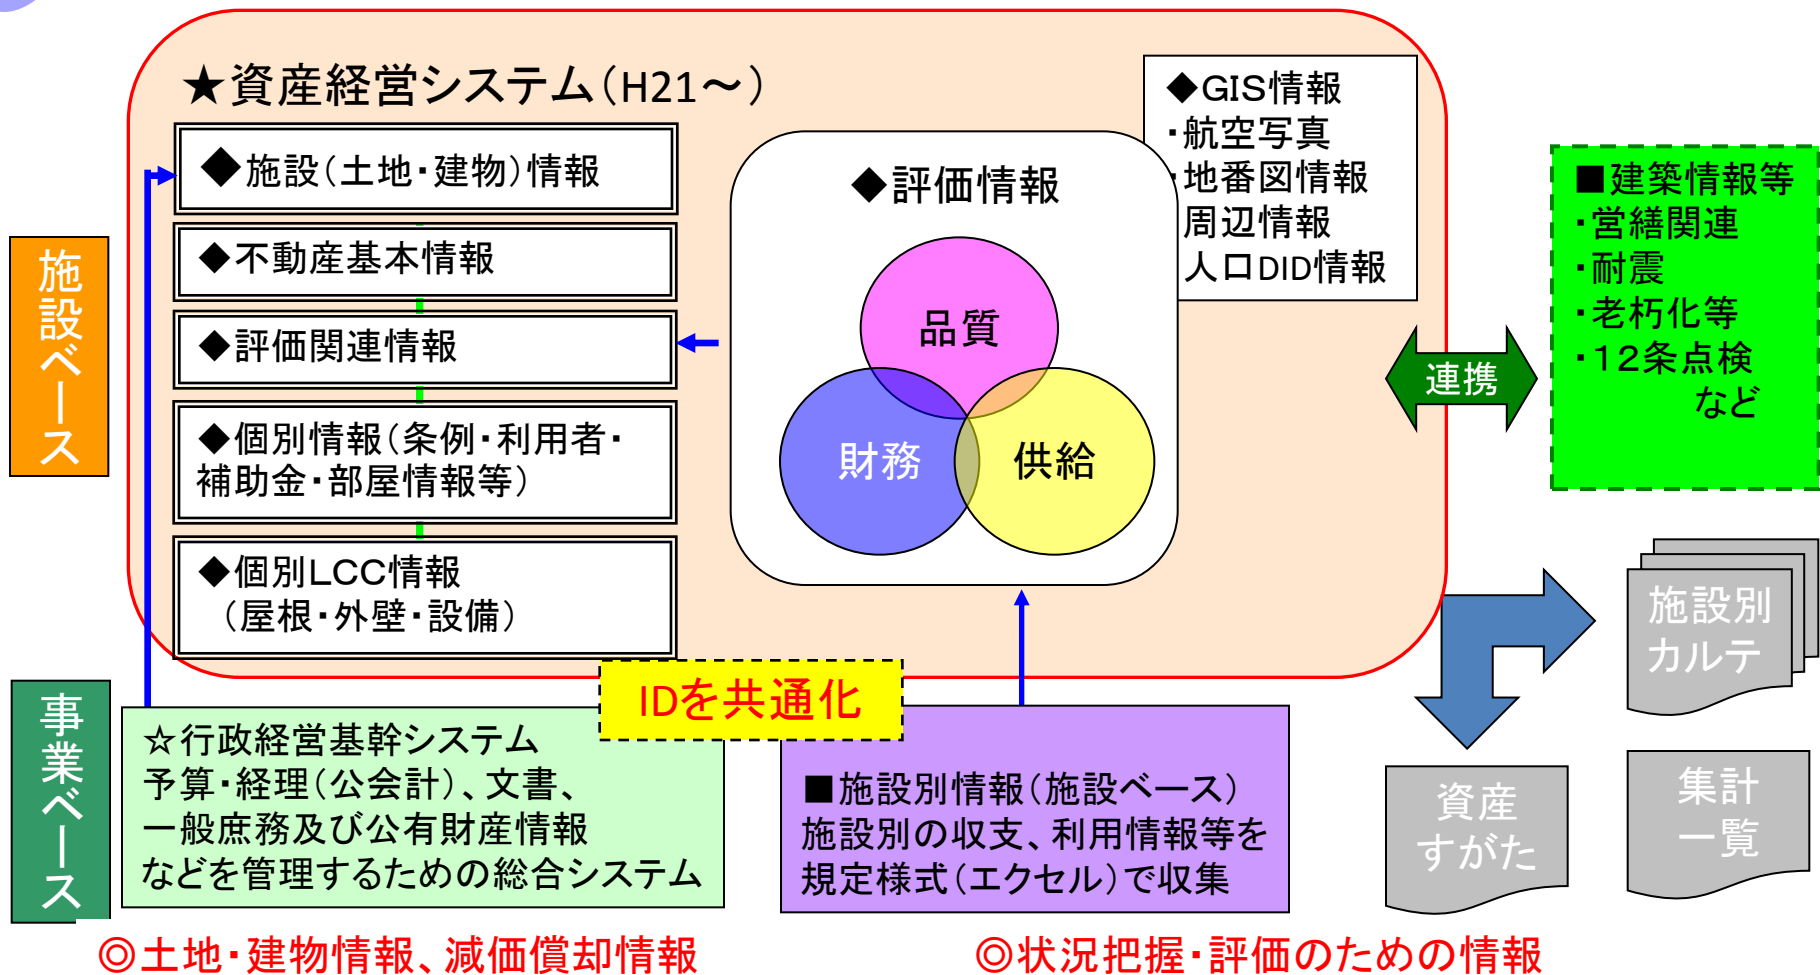 ★資産経営システム(H21～)
◆施設(土地・建物)情報
◆不動産基本情報
◆評価関連情報
◆個別情報(条例・利用者・
補助金・部屋情報等)
◆個別LCC情報
(屋根・外壁・設備)
◆評価情報
品質
財務
供給
◆GIS情報
・航空写真
・地番図情報
周辺情報
人口DID情報
連携
■建築情報等
・営繕関連
・耐震
・老朽化等
・12条点検
など
施設ベース
事業ベース
IDを共通化
☆行政経営基幹システム
予算・経理(公会計)、文書、
一般庶務及び公有財産情報
などを管理するための総合システム
■施設別情報(施設ベース)
施設別の収支、利用情報等を
規定様式(エクセル)で収集
施設別
カルテ
資産
すがた
集計
一覧
◎土地・建物情報、減価償却情報
◎状況把握・評価のための情報